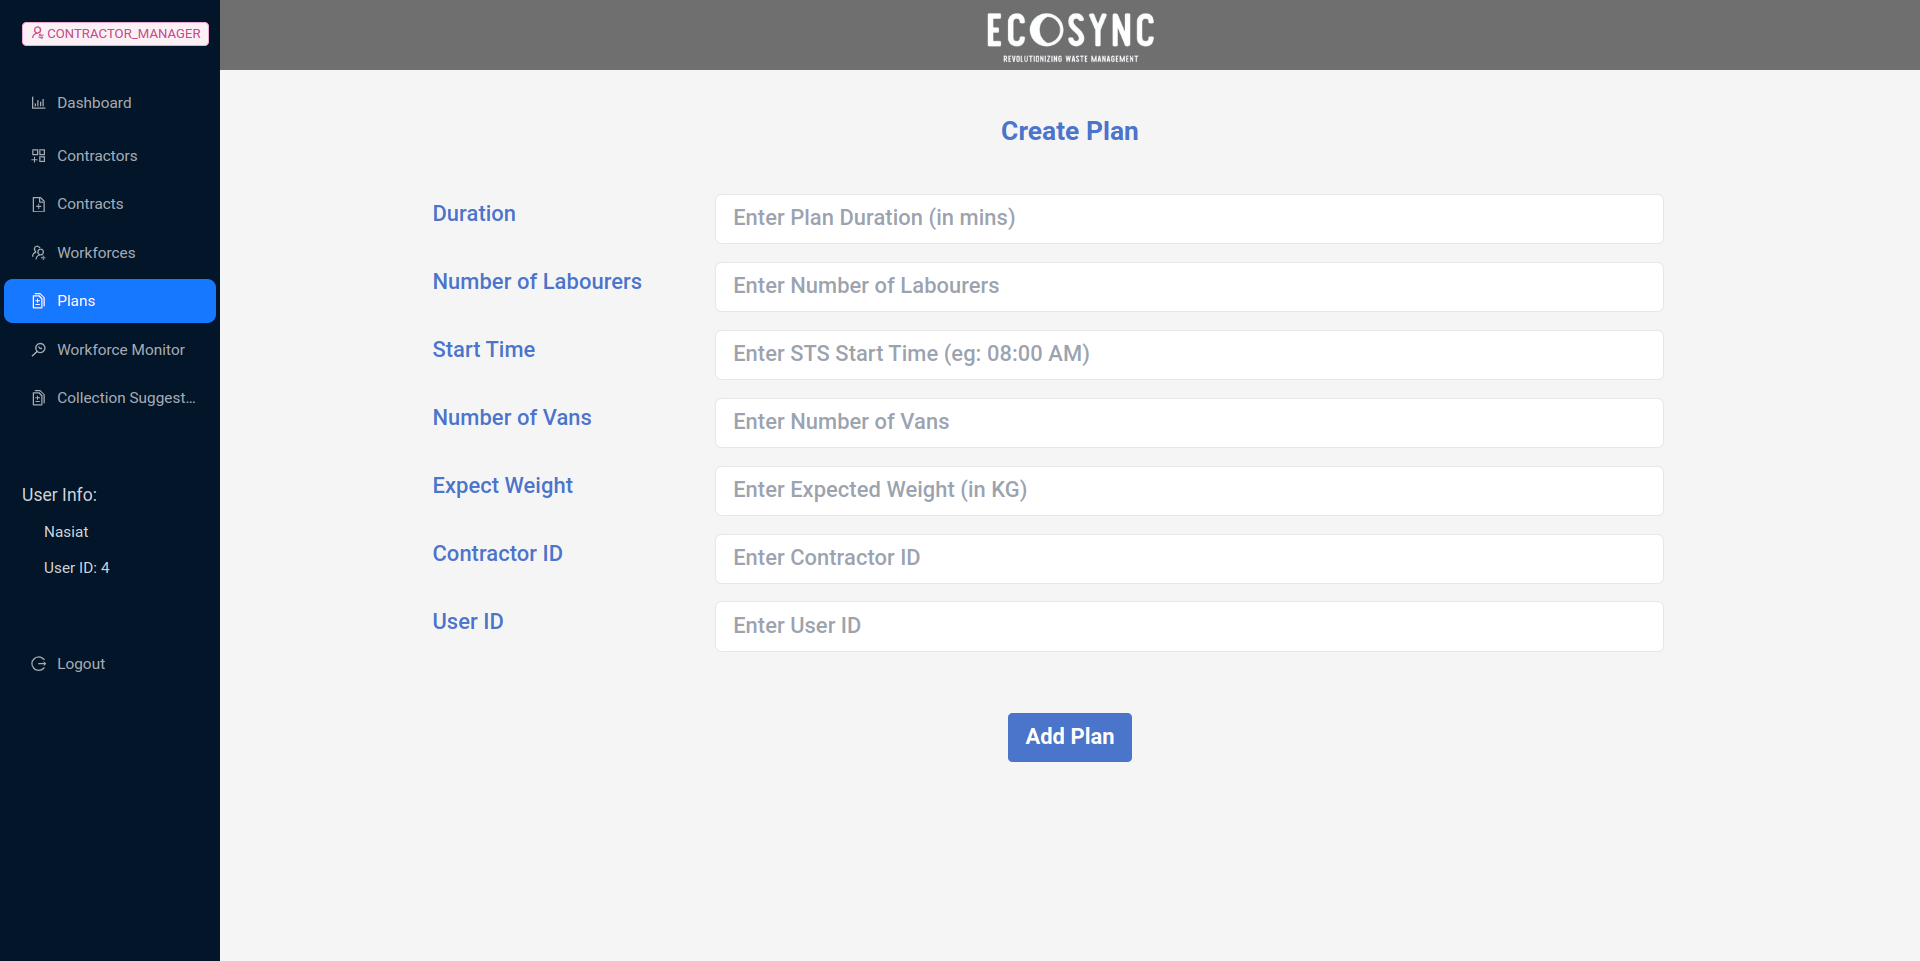 CONTRACTOR_MANAGER
Dashboard
Contractors
Contracts
Workforces
Plans
Workforce Monitor
Collection Suggest...
User Info:
Nasiat
User ID: 4
Logout
ECOSYNC
REVOLUTIONIZING WASTE MANAGEMENT
Create Plan
Duration
Enter Plan Duration (in mins)
Number of Labourers
Enter Number of Labourers
Start Time
Enter STS Start Time (eg: 08:00 AM)
Number of Vans
Enter Number of Vans
Expect Weight
Enter Expected Weight (in KG)
Contractor ID
Enter Contractor ID
User ID
Enter User ID
Add Plan